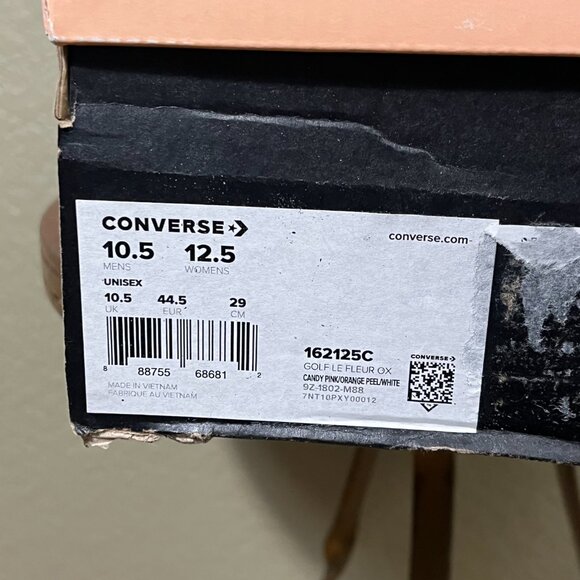 CONVERSE
converse.com
10.5 12.5
MENS WOMENS
UNISEX
10.5 44.5 29
UK EUR CM
8 88755 68681 2
MADE IN VIETNAM
FABRIQUE AU VIETNAM
162125C
GOLF LE FLEUR OX
CANDY PINK/ORANGE PEEL/WHITE
9Z-1802-M88
7NT10PXY00012
CONVERSE